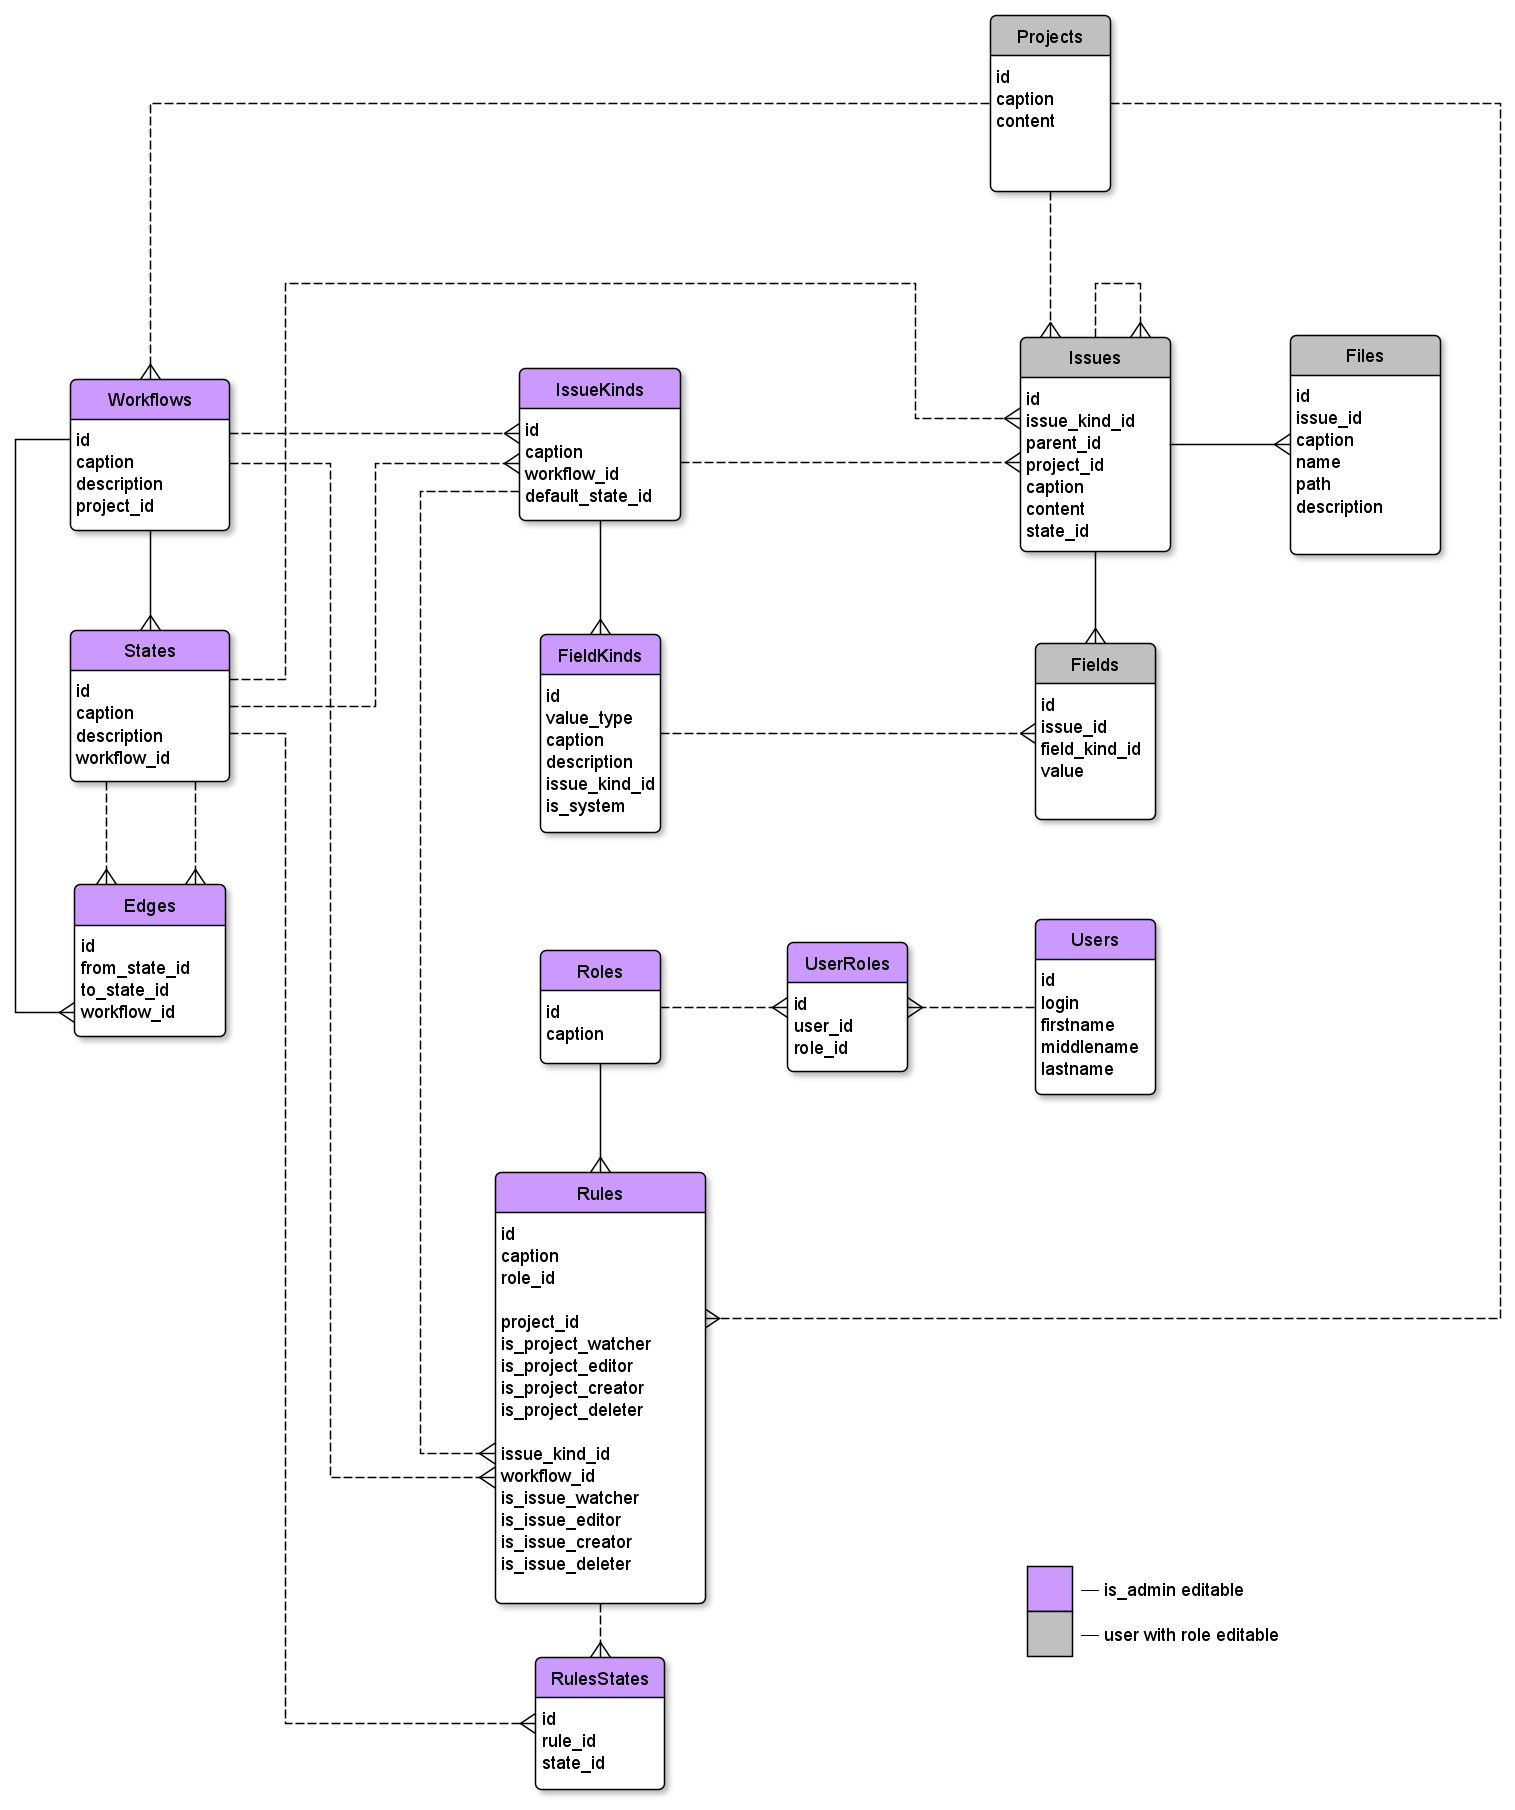 Projects
id
caption
content
Workflows
id
caption
description
project_id
IssueKinds
id
caption
workflow_id
default_state_id
Issues
id
issue_kind_id
parent_id
project_id
caption
content
state_id
Files
id
issue_id
caption
name
path
description
States
id
caption
description
workflow_id
FieldKinds
id
value_type
caption
description
issue_kind_id
is_system
Fields
id
issue_id
field_kind_id
value
Edges
id
from_state_id
to_state_id
workflow_id
Roles
id
caption
UserRoles
id
user_id
role_id
Users
id
login
firstname
middlename
lastname
Rules
id
caption
role_id
project_id
is_project_watcher
is_project_editor
is_project_creator
is_project_deleter
issue_kind_id
workflow_id
is_issue_watcher
is_issue_editor
is_issue_creator
is_issue_deleter
RulesStates
id
rule_id
state_id
— is_admin editable
— user with role editable